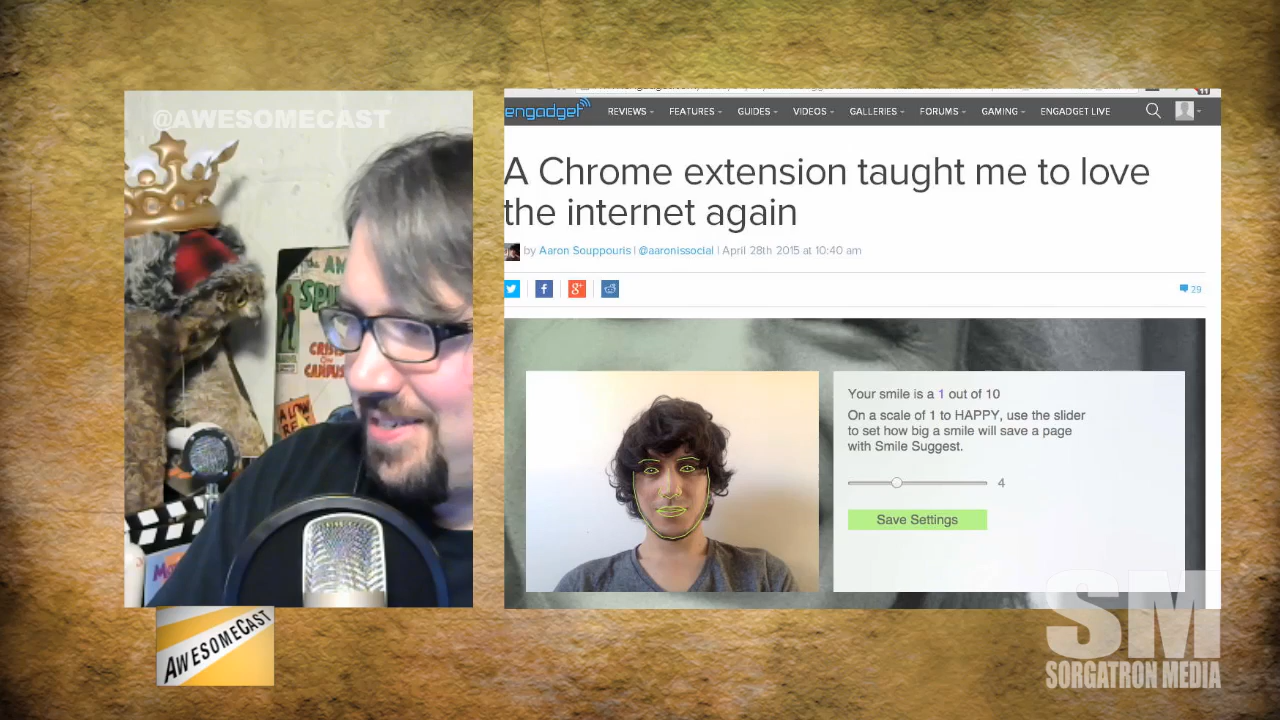 @AWESOMECAST
engadget
REVIEWS FEATURES GUIDES VIDEOS GALLERIES FORUMS GAMING ENGADGET LIVE
A Chrome extension taught me to love
the internet again
by Aaron Souppouris | @aaronissocial | April 28th 2015 at 10:40 am
29
Your smile is a 1 out of 10
On a scale of 1 to HAPPY, use the slider
to set how big a smile will save a page
with Smile Suggest.
4
Save Settings
CRISIS
CAMPUS
AWESOMECAST
SM
SORGATRON MEDIA